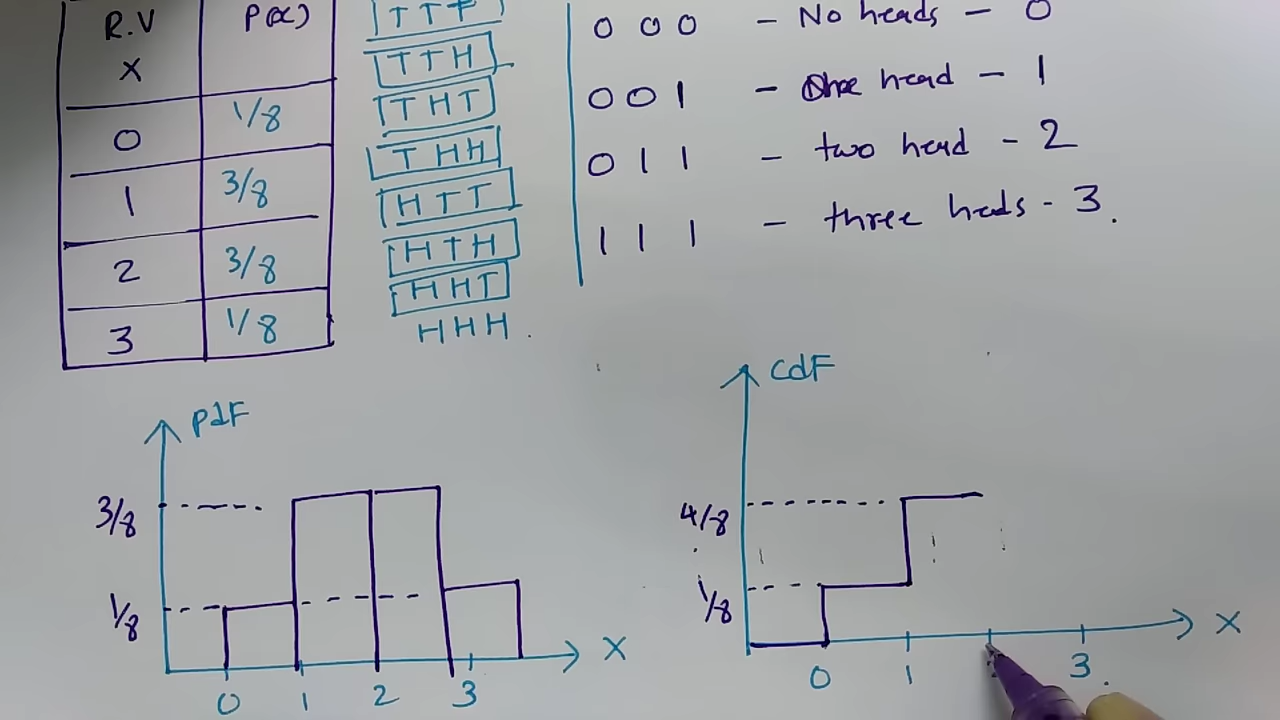 R.V P(x)
X
0 1/8
1 3/8
2 3/8
3 1/8
TTT
TTH
THT
THH
HTT
HTH
HHT
HHH.
0 0 0 - No heads - 0
0 0 1 - One head - 1
0 1 1 - two head - 2
1 1 1 - three heads - 3.
pdF
3/8
1/8
0 1 2 3 X
cdF
4/8
1/8
0 1 3. X